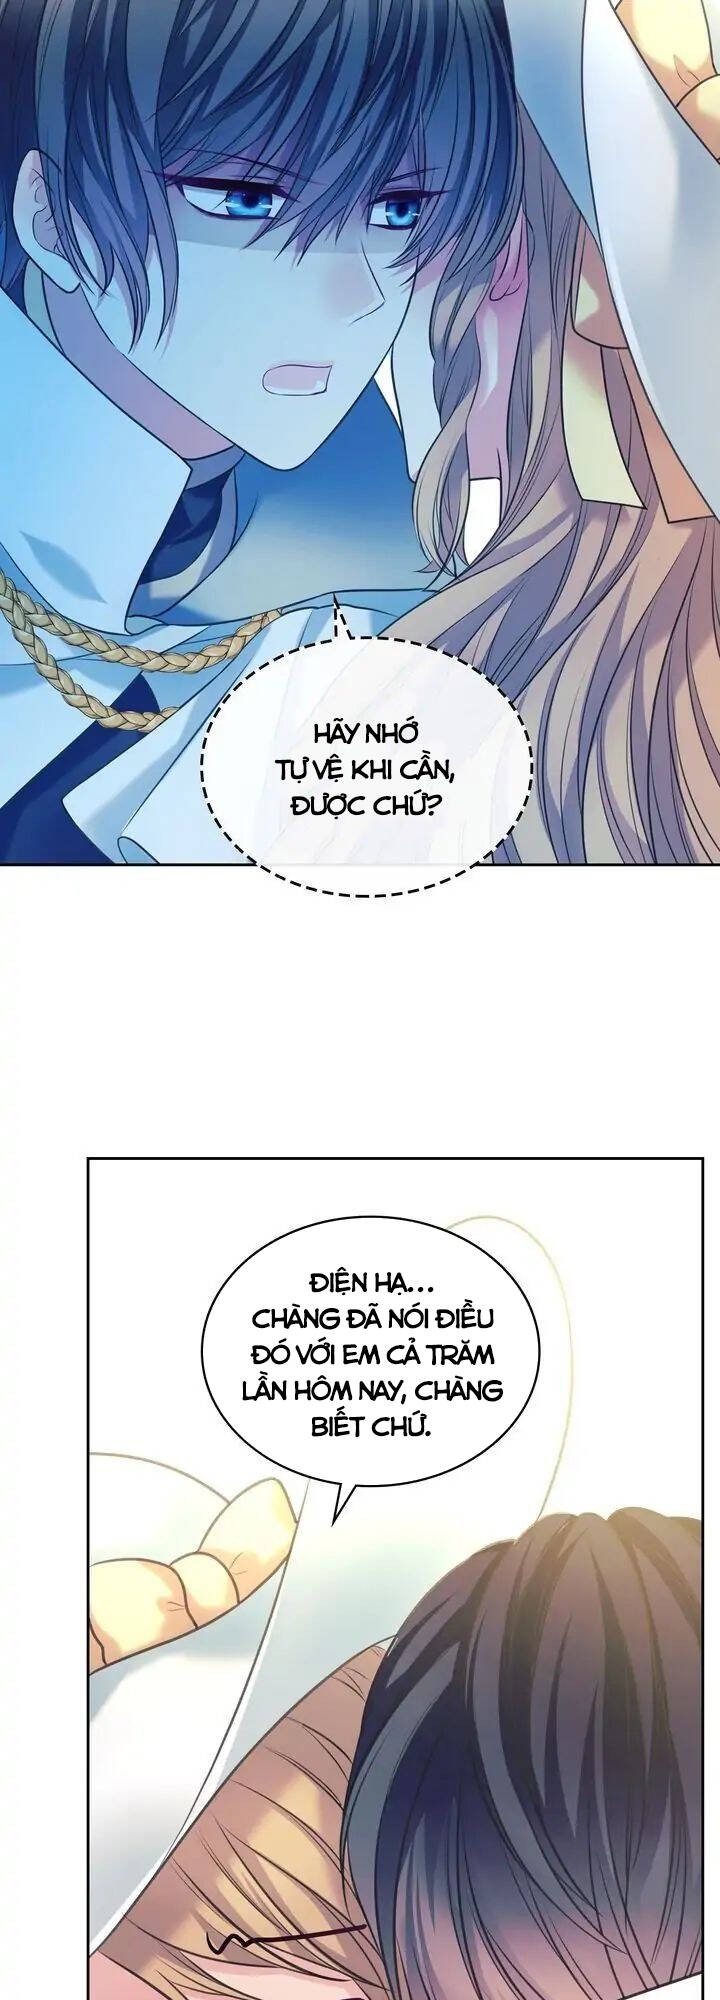 HÃY NHỚ
TỰ VỆ KHI CẦN,
ĐƯỢC CHỨ?
ĐIỆN HẠ...
CHÀNG ĐÃ NÓI ĐIỀU
ĐÓ VỚI EM CẢ TRĂM
LẦN HÔM NAY, CHÀNG
BIẾT CHỨ.